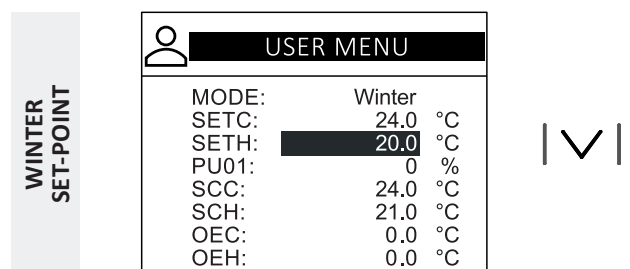 WINTER
SET-POINT
USER MENU
MODE: Winter
SETC: 24.0 °C
SETH: 20.0 °C
PU01: 0 %
SCC: 24.0 °C
SCH: 21.0 °C
OEC: 0.0 °C
OEH: 0.0 °C